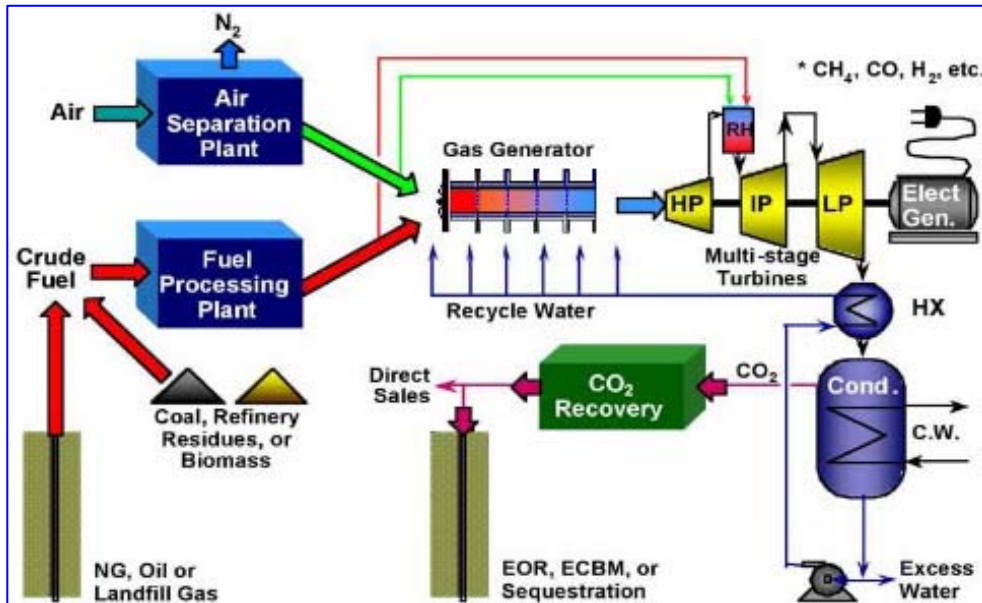 N₂
Air
Air
Separation
Plant
* CH₄, CO, H₂, etc.
RH
Gas Generator
HP
IP
LP
Elect
Gen.
Multi-stage
Turbines
Crude
Fuel
Fuel
Processing
Plant
Recycle Water
HX
Direct
Sales
CO₂
Recovery
CO₂
Cond.
C.W.
Coal, Refinery
Residues, or
Biomass
NG, Oil or
Landfill Gas
EOR, ECBM, or
Sequestration
Excess
Water